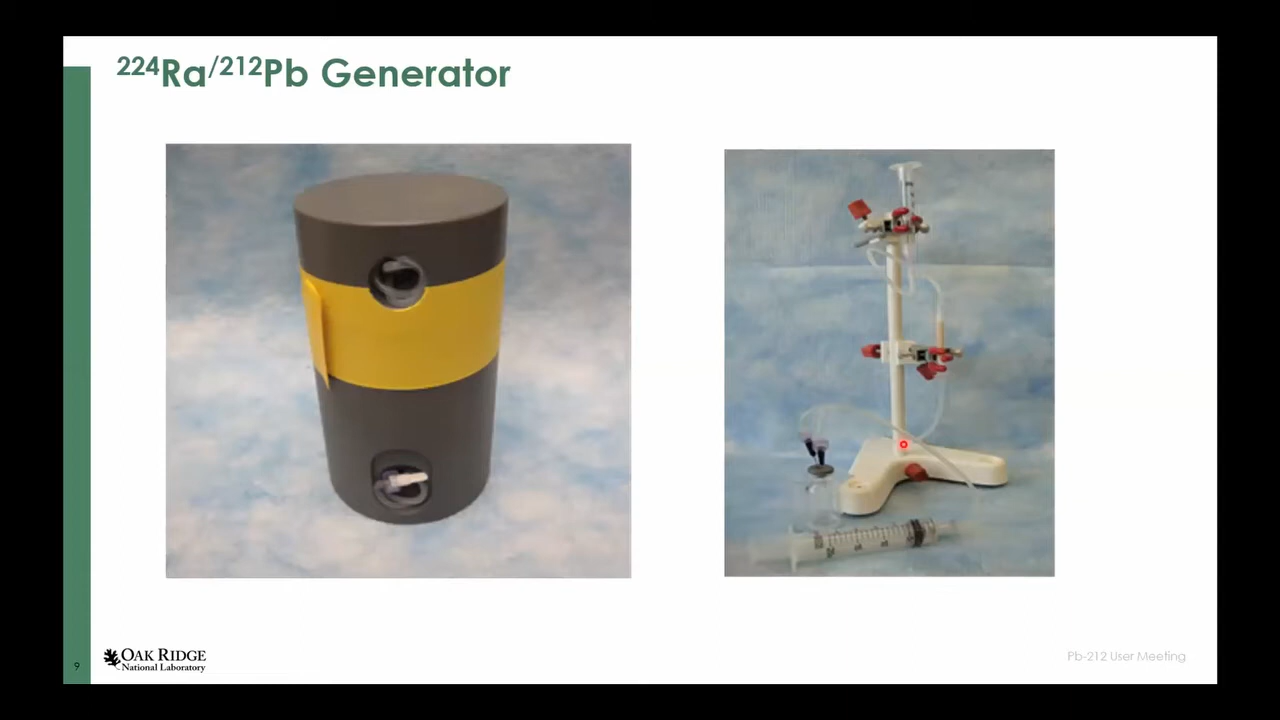 ²²⁴Ra/²¹²Pb Generator
9
OAK RIDGE
National Laboratory
Pb-212 User Meeting